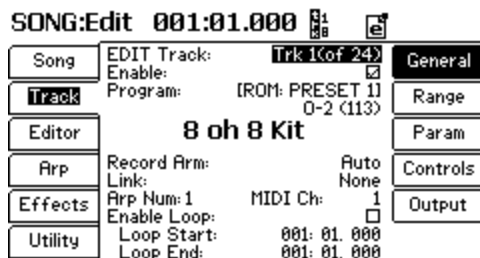 SONG:Edit 001:01.000
Song
Track
Editor
Arp
Effects
Utility
EDIT Track: Trk 1(of 24)
Enable:
Program: [ROM: PRESET 1]
0-2 (113)
8 oh 8 Kit
Record Arm: Auto
Link: None
Arp Num: 1 MIDI Ch: 1
Enable Loop:
Loop Start: 001: 01. 000
Loop End: 001: 01. 000
General
Range
Param
Controls
Output